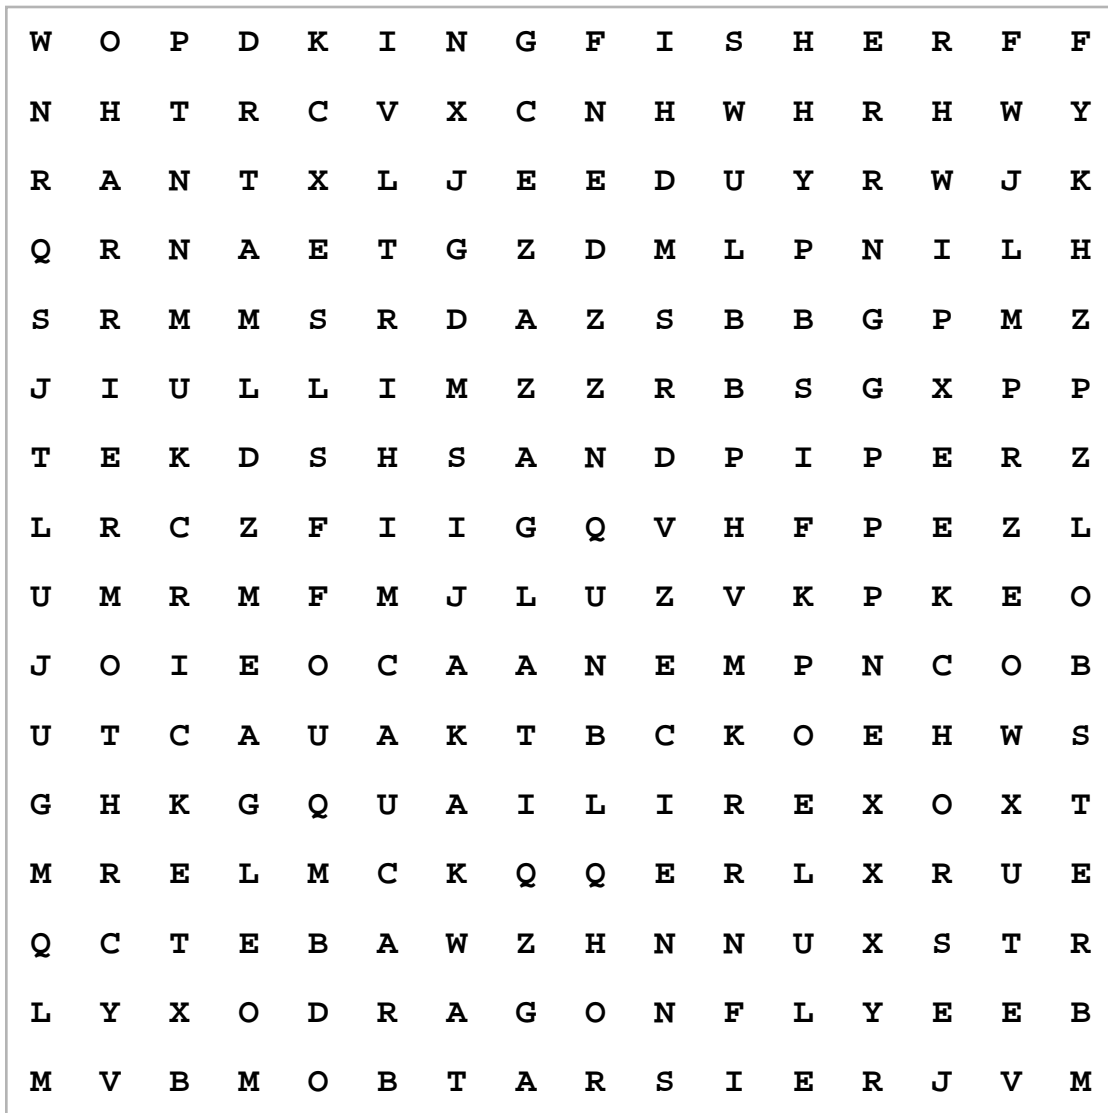 W O P D K I N G F I S H E R F F
N H T R C V X C N H W H R H W Y
R A N T X L J E E D U Y R W J K
Q R N A E T G Z D M L P N I L H
S R M M S R D A Z S B B G P M Z
J I U L L I M Z Z R B S G X P P
T E K D S H S A N D P I P E R Z
L R C Z F I I G Q V H F P E Z L
U M R M F M J L U Z V K P K E O
J O I E O C A A N E M P N C O B
U T C A U A K T B C K O E H W S
G H K G Q U A I L I R E X O X T
M R E L M C K Q Q E R L X R U E
Q C T E B A W Z H N N U X S T R
L Y X O D R A G O N F L Y E E B
M V B M O B T A R S I E R J V M